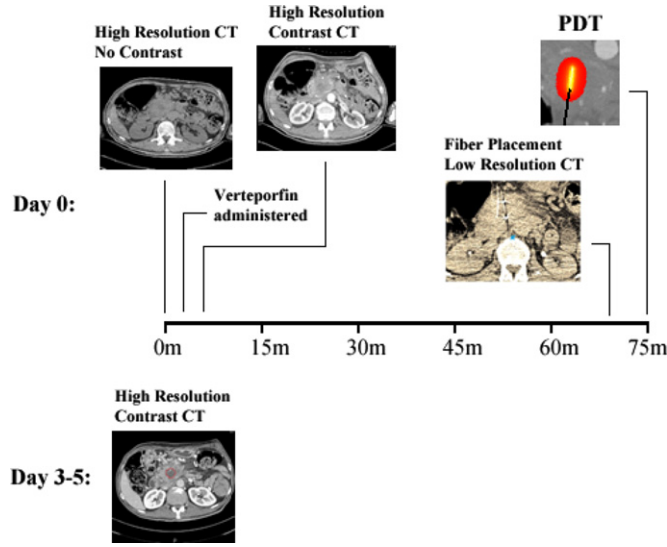 High Resolution CT
No Contrast
High Resolution
Contrast CT
PDT
Fiber Placement
Low Resolution CT
Day 0:
Verteporfin
administered
0m 15m 30m 45m 60m 75m
High Resolution
Contrast CT
Day 3-5: